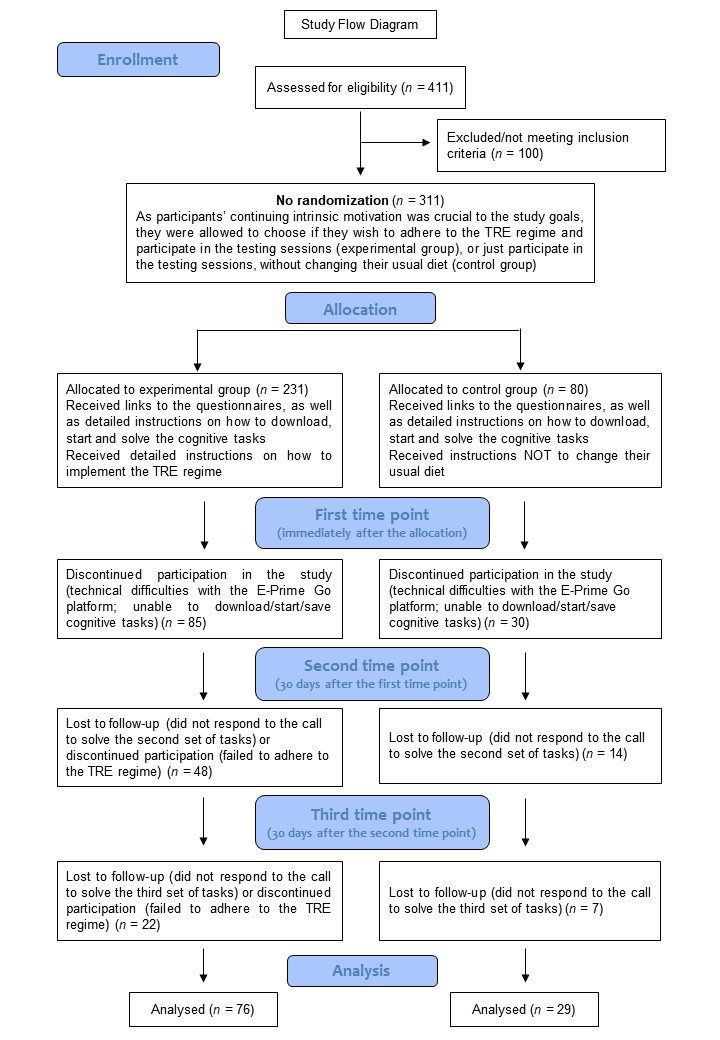 Study Flow Diagram
Enrollment
Assessed for eligibility (n = 411)
Excluded/not meeting inclusion
criteria (n = 100)
No randomization (n = 311)
As participants' continuing intrinsic motivation was crucial to the study goals,
they were allowed to choose if they wish to adhere to the TRE regime and
participate in the testing sessions (experimental group), or just participate in
the testing sessions, without changing their usual diet (control group)
Allocation
Allocated to experimental group (n = 231)
Received links to the questionnaires, as well
as detailed instructions on how to download,
start and solve the cognitive tasks
Received detailed instructions on how to
implement the TRE regime
Allocated to control group (n = 80)
Received links to the questionnaires, as well
as detailed instructions on how to download,
start and solve the cognitive tasks
Received instructions NOT to change their
usual diet
First time point
(immediately after the allocation)
Discontinued participation in the study
(technical difficulties with the E-Prime Go
platform; unable to download/start/save
cognitive tasks) (n = 85)
Discontinued participation in the study
(technical difficulties with the E-Prime Go
platform; unable to download/start/save
cognitive tasks) (n = 30)
Second time point
(30 days after the first time point)
Lost to follow-up (did not respond to the call
to solve the second set of tasks) or
discontinued participation (failed to adhere to
the TRE regime) (n = 48)
Lost to follow-up (did not respond to the call
to solve the second set of tasks) (n = 14)
Third time point
(30 days after the second time point)
Lost to follow-up (did not respond to the call
to solve the third set of tasks) or discontinued
participation (failed to adhere to the TRE
regime) (n = 22)
Lost to follow-up (did not respond to the call
to solve the third set of tasks) (n = 7)
Analysis
Analysed (n = 76)
Analysed (n = 29)